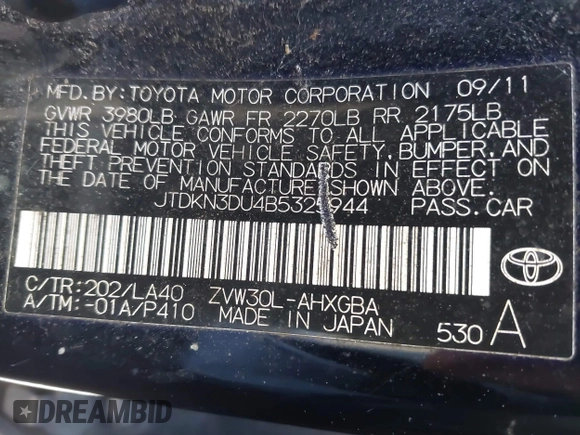 MFD.BY:TOYOTA MOTOR CORPORATION 09/11
GVWR 3980LB GAWR FR 2270LB RR 2175LB
THIS VEHICLE CONFORMS TO ALL APPLICABLE
FEDERAL MOTOR VEHICLE SAFETY,BUMPER,AND
THEFT PREVENTION STANDARDS IN EFFECT ON
THE DATE OF MANUFACTURE SHOWN ABOVE.
PASS.CAR
C/TR:202/LA40 ZVW30L-AHXGBA
A/TM:-01A/P410 MADE IN JAPAN 530 A
DREAMBID